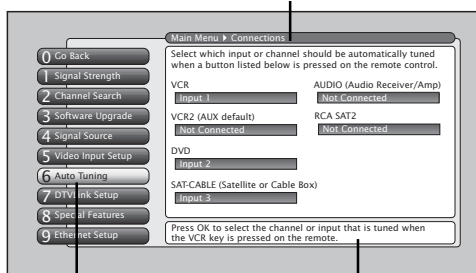 Main Menu ▸ Connections
0 Go Back
1 Signal Strength
2 Channel Search
3 Software Upgrade
4 Signal Source
5 Video Input Setup
6 Auto Tuning
7 DTVLink Setup
8 Special Features
9 Ethernet Setup
Select which input or channel should be automatically tuned
when a button listed below is pressed on the remote control.
VCR
Input 1
VCR2 (AUX default)
Not Connected
DVD
Input 2
SAT-CABLE (Satellite or Cable Box)
Input 3
AUDIO (Audio Receiver/Amp)
Not Connected
RCA SAT2
Not Connected
Press OK to select the channel or input that is tuned when
the VCR key is pressed on the remote.